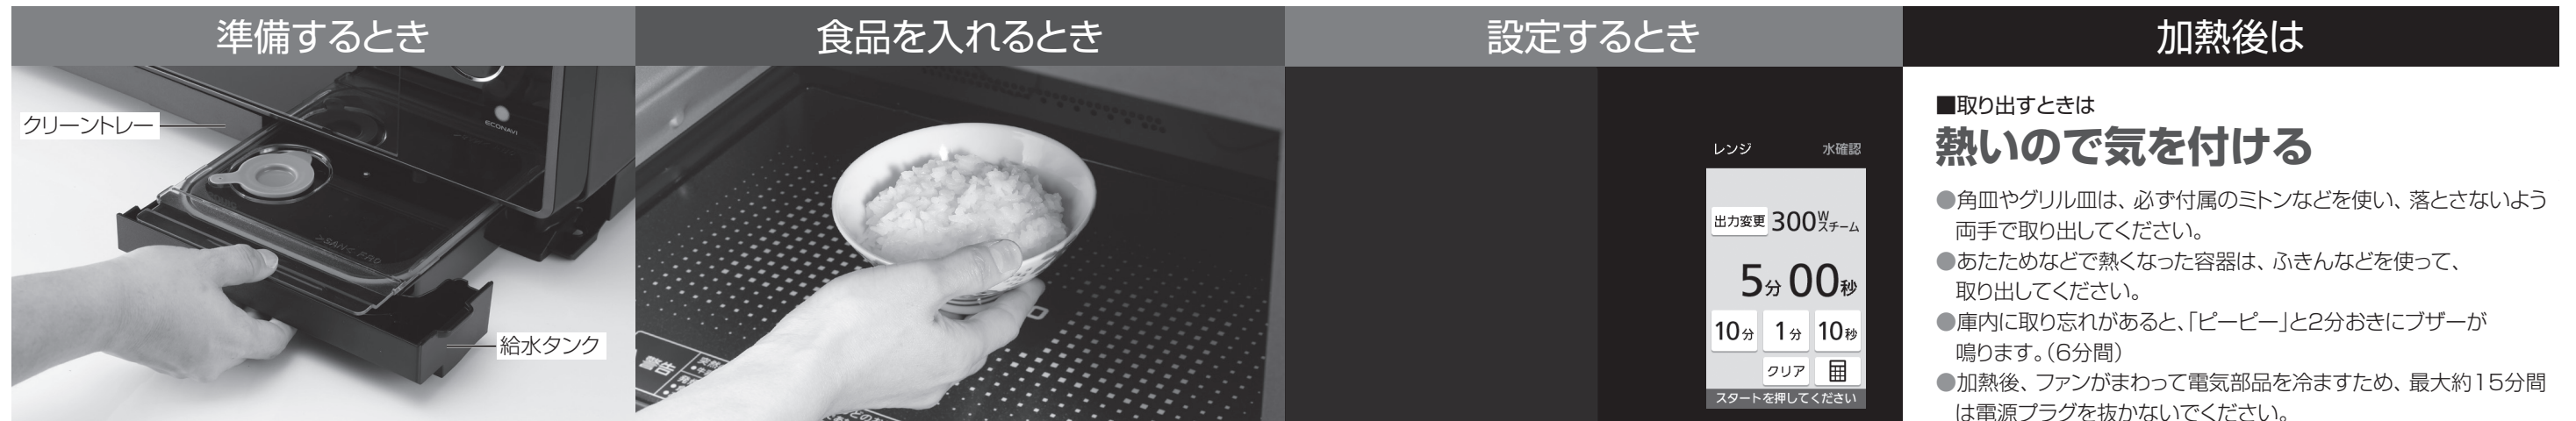 準備するとき
クリーントレー
ECONAVI
給水タンク
食品を入れるとき
警告
設定するとき
レンジ 水確認
出力変更 300W スチーム
5分00秒
10分 1分 10秒
クリア
スタートを押してください
加熱後は
■取り出すときは
熱いので気を付ける
●角皿やグリル皿は、必ず付属のミトンなどを使い、落とさないよう
両手で取り出してください。
●あたためなどで熱くなった容器は、ふきんなどを使って、
取り出してください。
●庫内に取り忘れがあると、「ピーピー」と2分おきにブザーが
鳴ります。(6分間)
●加熱後、ファンがまわって電気部品を冷ますため、最大約15分間
は電源プラグを抜かないでください。